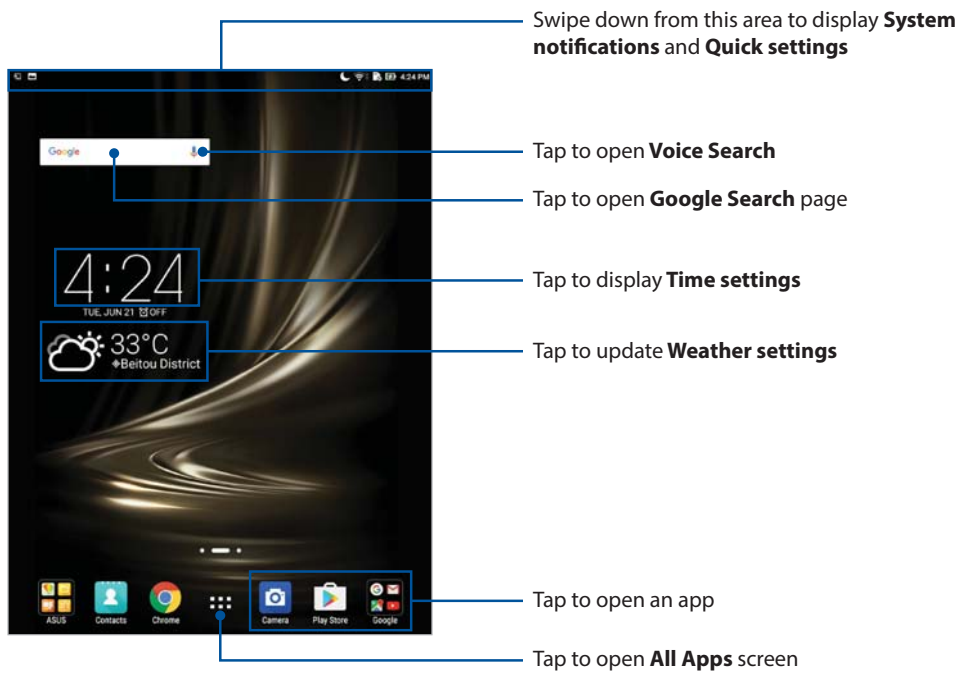 Swipe down from this area to display System
notifications and Quick settings
4:24 PM
Google
Tap to open Voice Search
Tap to open Google Search page
4:24
TUE, JUN 21 OFF
Tap to display Time settings
33°C
Beitou District
Tap to update Weather settings
ASUS Contacts Chrome Camera Play Store Google
Tap to open an app
Tap to open All Apps screen